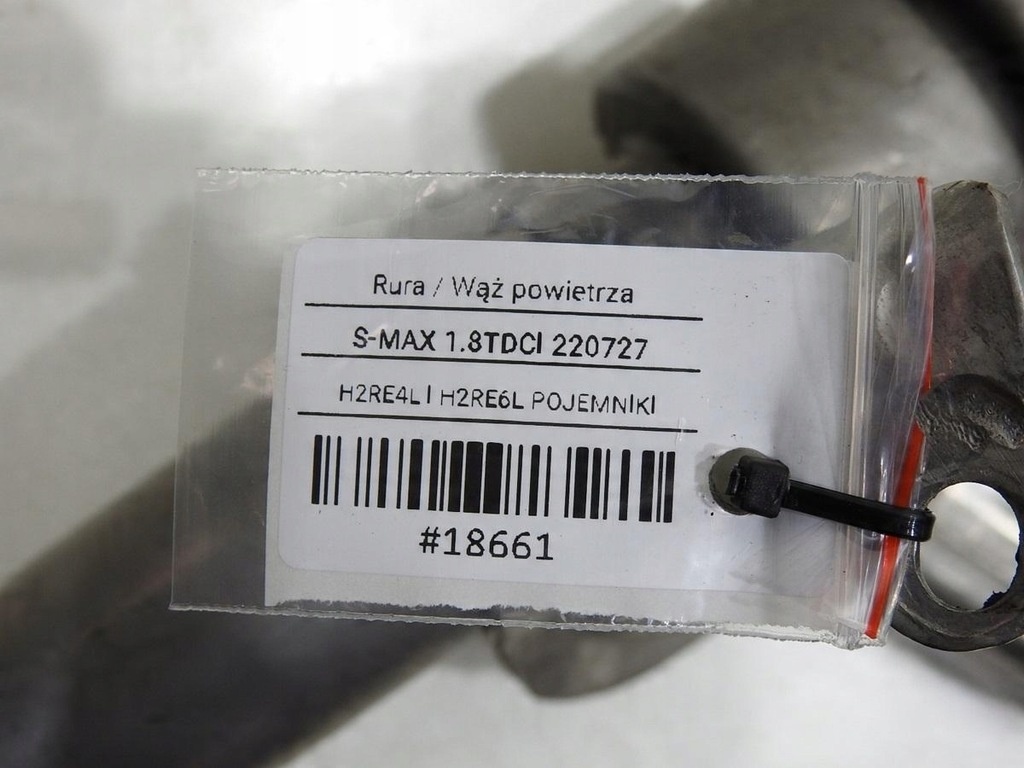 Rura / Wąż powietrza
S-MAX 1.8TDCI 220727
H2RE4L I H2RE6L POJEMNIKI
#18661